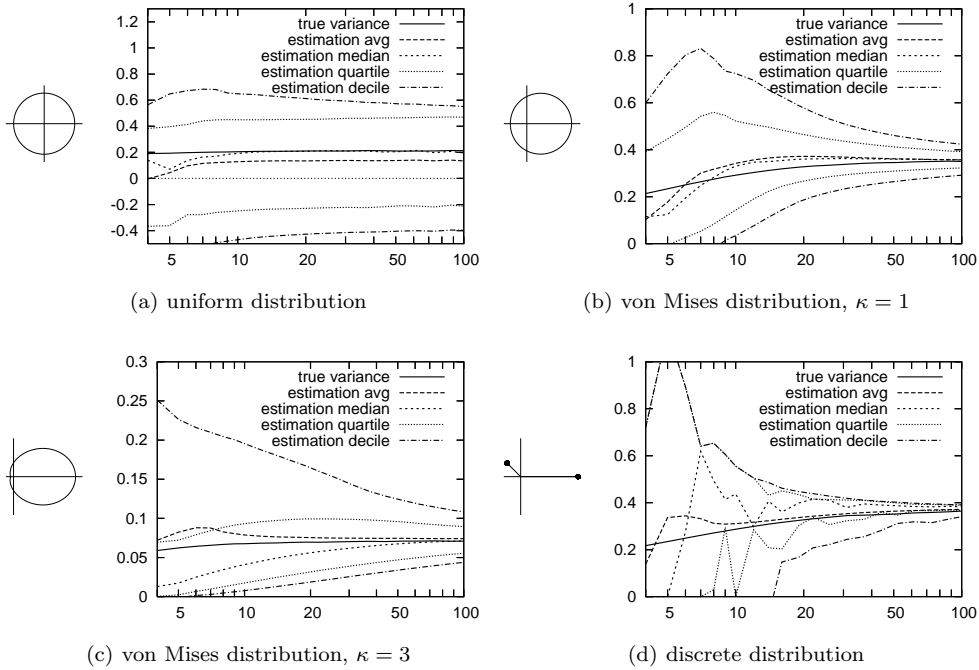 1.2
1
0.8
0.6
0.4
0.2
0
-0.2
-0.4
true variance
estimation avg
estimation median
estimation quartile
estimation decile
5 10 20 50 100
(a) uniform distribution
1
0.8
0.6
0.4
0.2
0
true variance
estimation avg
estimation median
estimation quartile
estimation decile
5 10 20 50 100
(b) von Mises distribution, κ = 1
0.3
0.25
0.2
0.15
0.1
0.05
0
true variance
estimation avg
estimation median
estimation quartile
estimation decile
5 10 20 50 100
(c) von Mises distribution, κ = 3
1
0.8
0.6
0.4
0.2
0
true variance
estimation avg
estimation median
estimation quartile
estimation decile
5 10 20 50 100
(d) discrete distribution